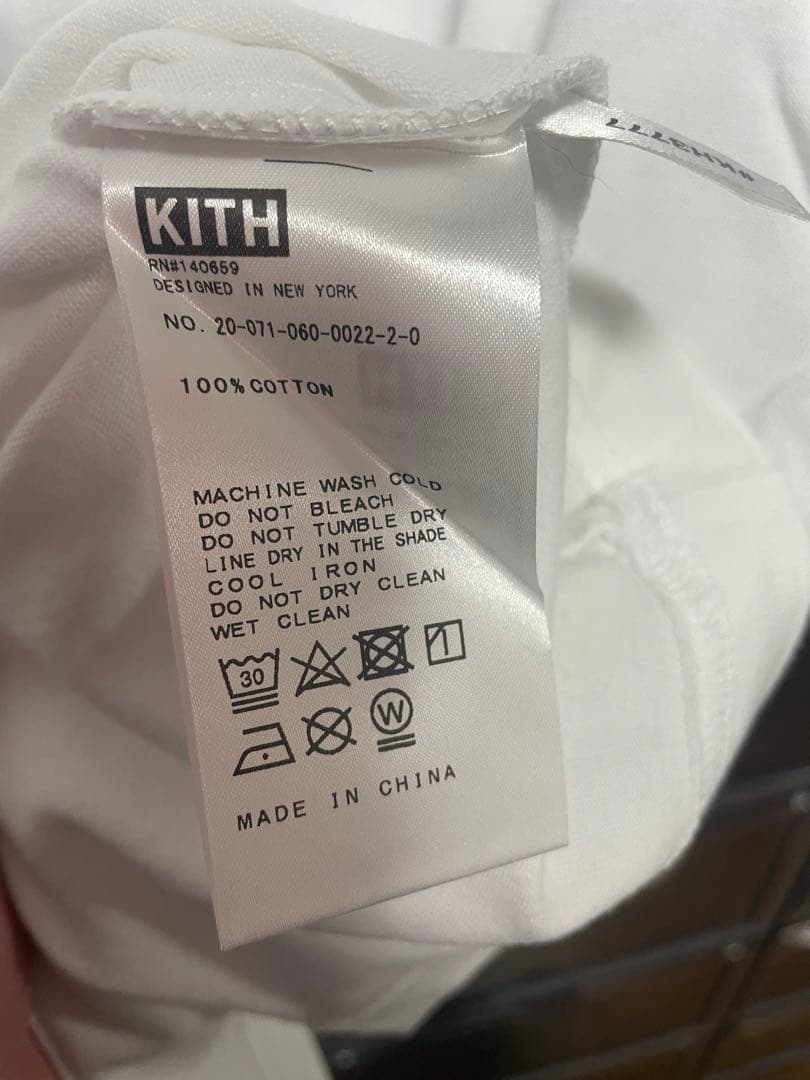 KITH
RN#140659
DESIGNED IN NEW YORK
NO. 20-071-060-0022-2-0
100%COTTON
MACHINE WASH COLD
DO NOT BLEACH
DO NOT TUMBLE DRY
LINE DRY IN THE SHADE
COOL IRON
DO NOT DRY CLEAN
WET CLEAN
30
W
MADE IN CHINA
#KH3777